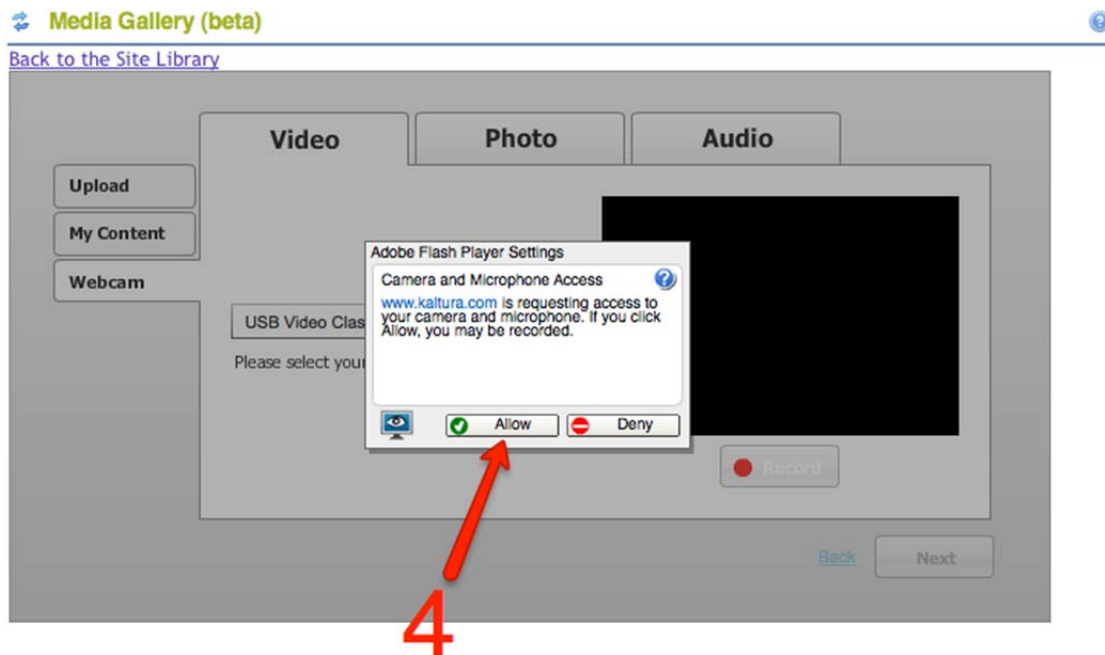 Media Gallery (beta)
Back to the Site Library
Video
Photo
Audio
Upload
My Content
Webcam
Adobe Flash Player Settings
Camera and Microphone Access
?
www.kaltura.com is requesting access to
your camera and microphone. If you click
Allow, you may be recorded.
USB Video Clas
Please select your
Allow
Deny
Record
Back
Next
4